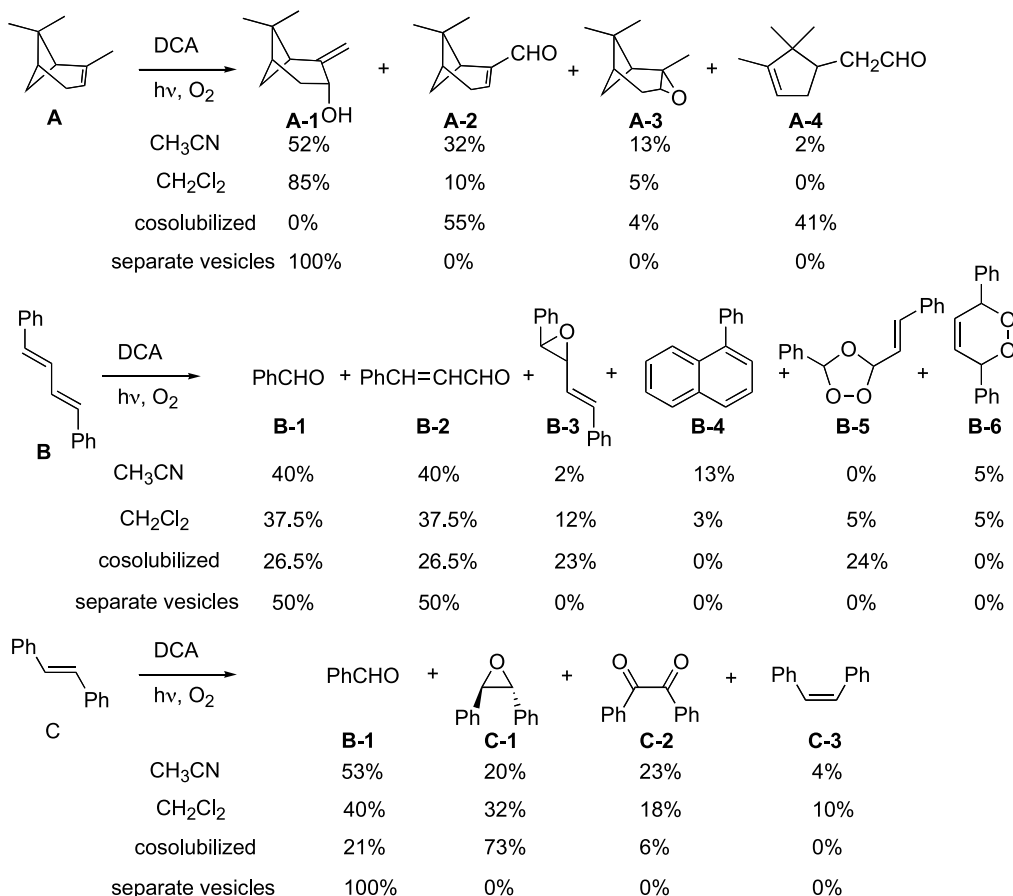 DCA
hν, O2
A
CHO
OH
O
CH2CHO
A-1 A-2 A-3 A-4
CH3CN 52% 32% 13% 2%
CH2Cl2 85% 10% 5% 0%
cosolubilized 0% 55% 4% 41%
separate vesicles 100% 0% 0% 0%
Ph
Ph
B
DCA
hν, O2
PhCHO + PhCH=CHCHO + Ph O Ph + Ph + Ph O O-O Ph + Ph O O Ph
B-1 B-2 B-3 B-4 B-5 B-6
CH3CN 40% 40% 2% 13% 0% 5%
CH2Cl2 37.5% 37.5% 12% 3% 5% 5%
cosolubilized 26.5% 26.5% 23% 0% 24% 0%
separate vesicles 50% 50% 0% 0% 0% 0%
Ph
Ph
C
DCA
hν, O2
PhCHO + O Ph Ph + O O Ph Ph + Ph Ph
B-1 C-1 C-2 C-3
CH3CN 53% 20% 23% 4%
CH2Cl2 40% 32% 18% 10%
cosolubilized 21% 73% 6% 0%
separate vesicles 100% 0% 0% 0%